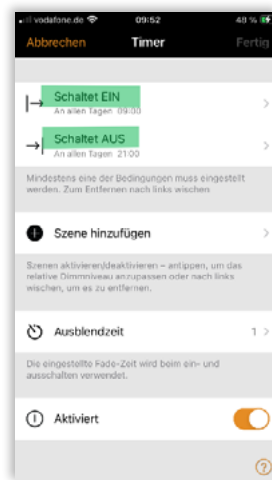 vodafone.de 09:52 48 %
Abbrechen Timer Fertig
Schaltet EIN
An allen Tagen 09:00
Schaltet AUS
An allen Tagen 21:00
Mindestens eine der Bedingungen muss eingestellt
werden. Zum Entfernen nach links wischen
Szene hinzufügen
Szenen aktivieren/deaktivieren – antippen, um das
relative Dimmniveau anzupassen oder nach links
wischen, um es zu entfernen.
Ausblendzeit 1
Die eingestellte Fade-Zeit wird beim ein- und
ausschalten verwendet.
Aktiviert
?